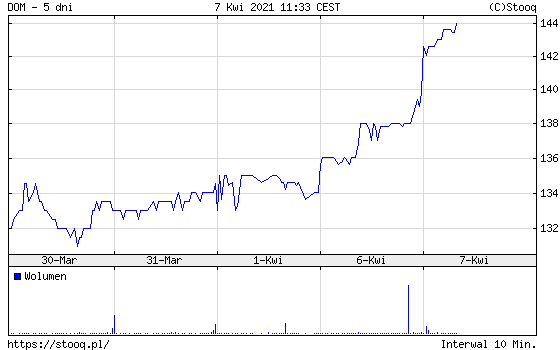 DOM - 5 dni 7 Kwi 2021 11:33 CEST (C)Stooq
144
142
140
138
136
134
132
30-Mar 31-Mar 1-Kwi 6-Kwi 7-Kwi
Wolumen
https://stooq.pl/ Interwal 10 Min.